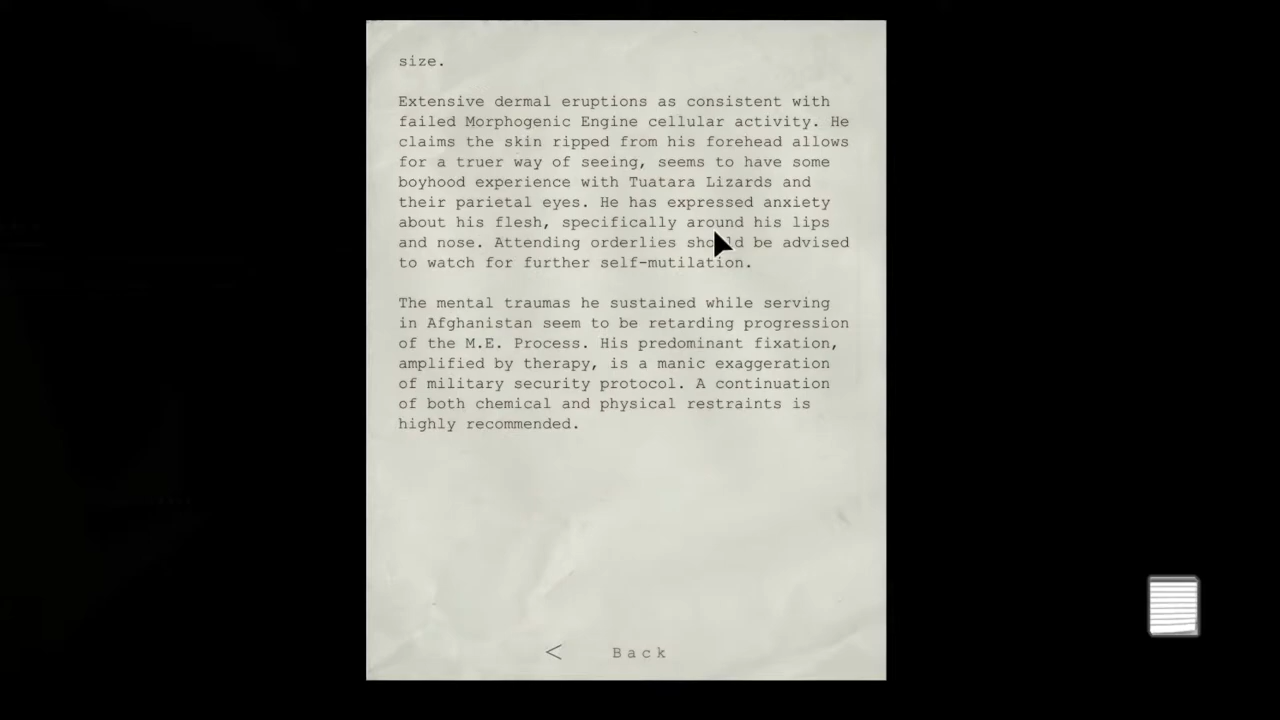 size.
Extensive dermal eruptions as consistent with
failed Morphogenic Engine cellular activity. He
claims the skin ripped from his forehead allows
for a truer way of seeing, seems to have some
boyhood experience with Tuatara Lizards and
their parietal eyes. He has expressed anxiety
about his flesh, specifically around his lips
and nose. Attending orderlies should be advised
to watch for further self-mutilation.
The mental traumas he sustained while serving
in Afghanistan seem to be retarding progression
of the M.E. Process. His predominant fixation,
amplified by therapy, is a manic exaggeration
of military security protocol. A continuation
of both chemical and physical restraints is
highly recommended.
< Back